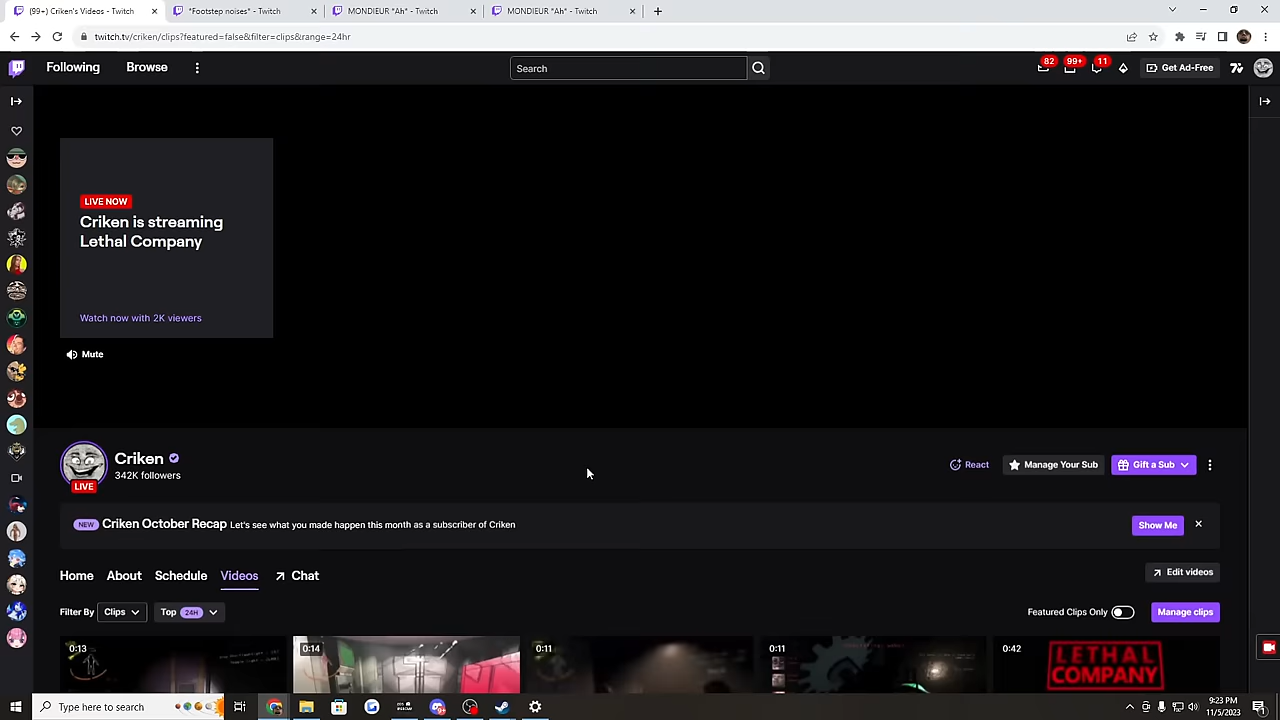 (99+) Criken's Videos - Twitch
*Footstep noises* - Twitch
MONDIEUR *Ah* - Twitch
MONDIEUR *Ah* - Twitch
twitch.tv/criken/clips?featured=false&filter=clips&range=24hr
Following
Browse
Search
82
99+
11
Get Ad-Free
LIVE NOW
Criken is streaming
Lethal Company
Watch now with 2K viewers
Mute
Criken
342K followers
LIVE
React
Manage Your Sub
Gift a Sub
NEW Criken October Recap Let's see what you made happen this month as a subscriber of Criken
Show Me
Home
About
Schedule
Videos
Chat
Edit videos
Filter By
Clips
Top 24H
Featured Clips Only
Manage clips
0:13
0:14
0:11
0:11
0:42
LETHAL
COMPANY
Type here to search
9:23 PM
11/5/2023